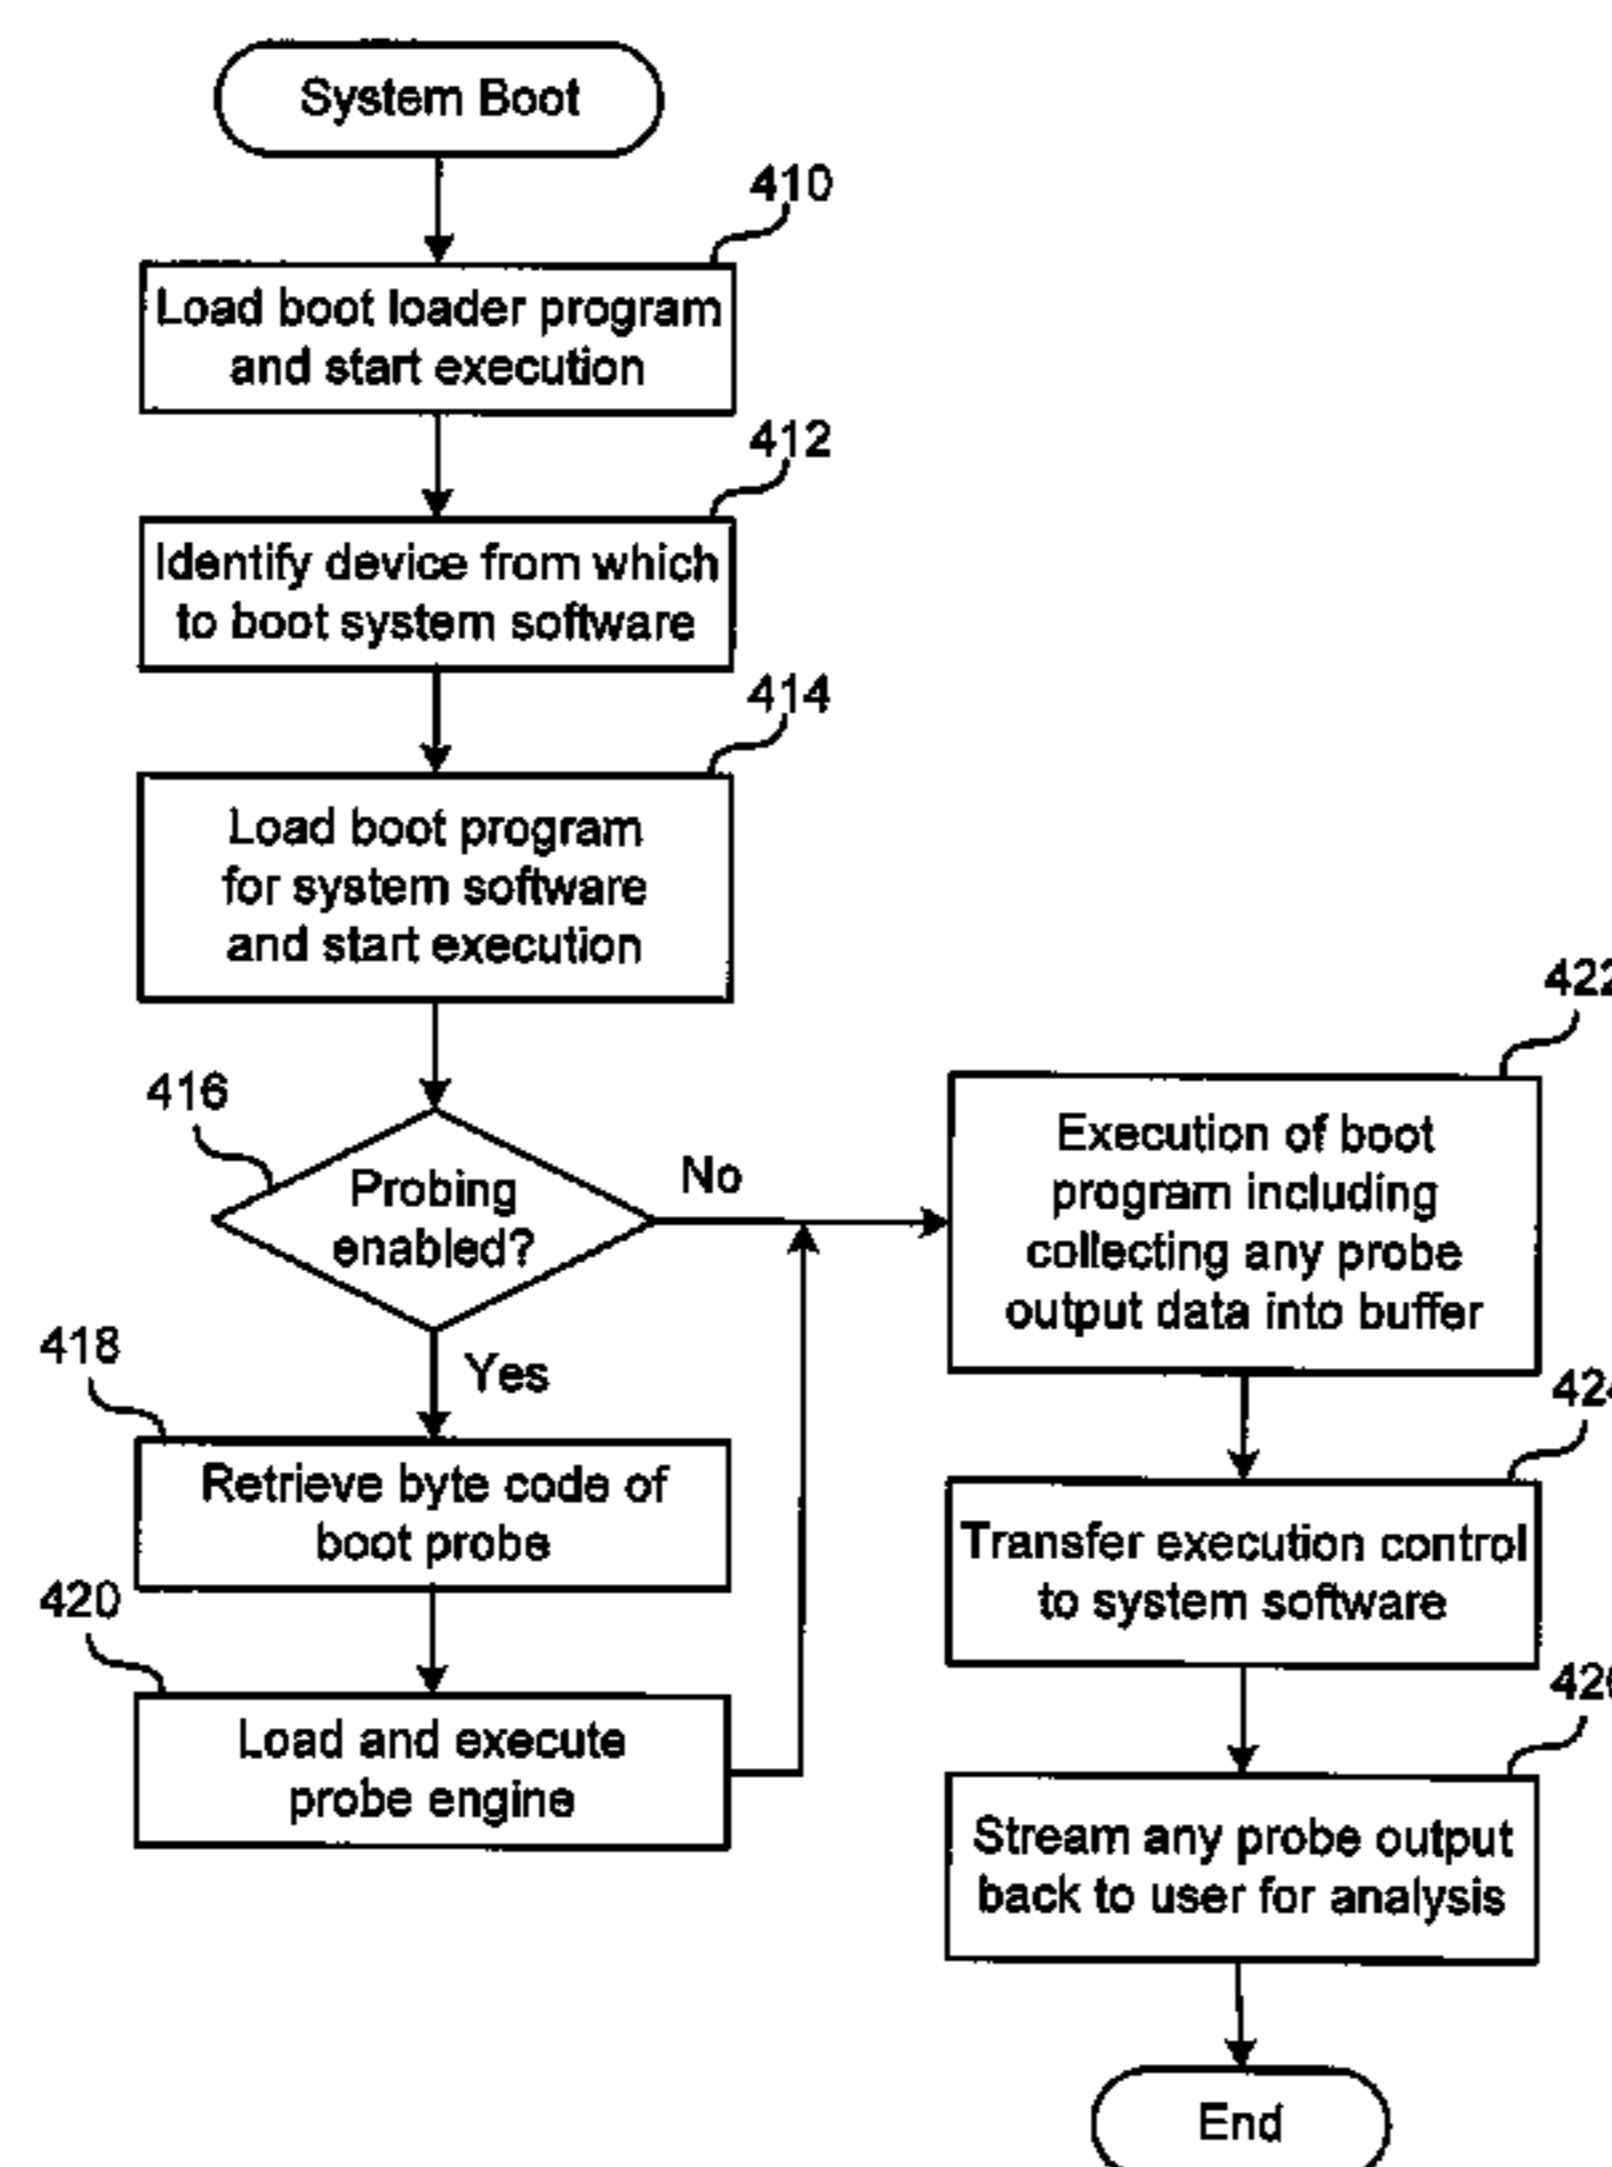 System Boot
410
Load boot loader program
and start execution
412
Identify device from which
to boot system software
414
Load boot program
for system software
and start execution
416
Probing
enabled?
No
Yes
418
Retrieve byte code of
boot probe
420
Load and execute
probe engine
422
Execution of boot
program including
collecting any probe
output data into buffer
Transfer execution control
to system software
Stream any probe output
back to user for analysis
End